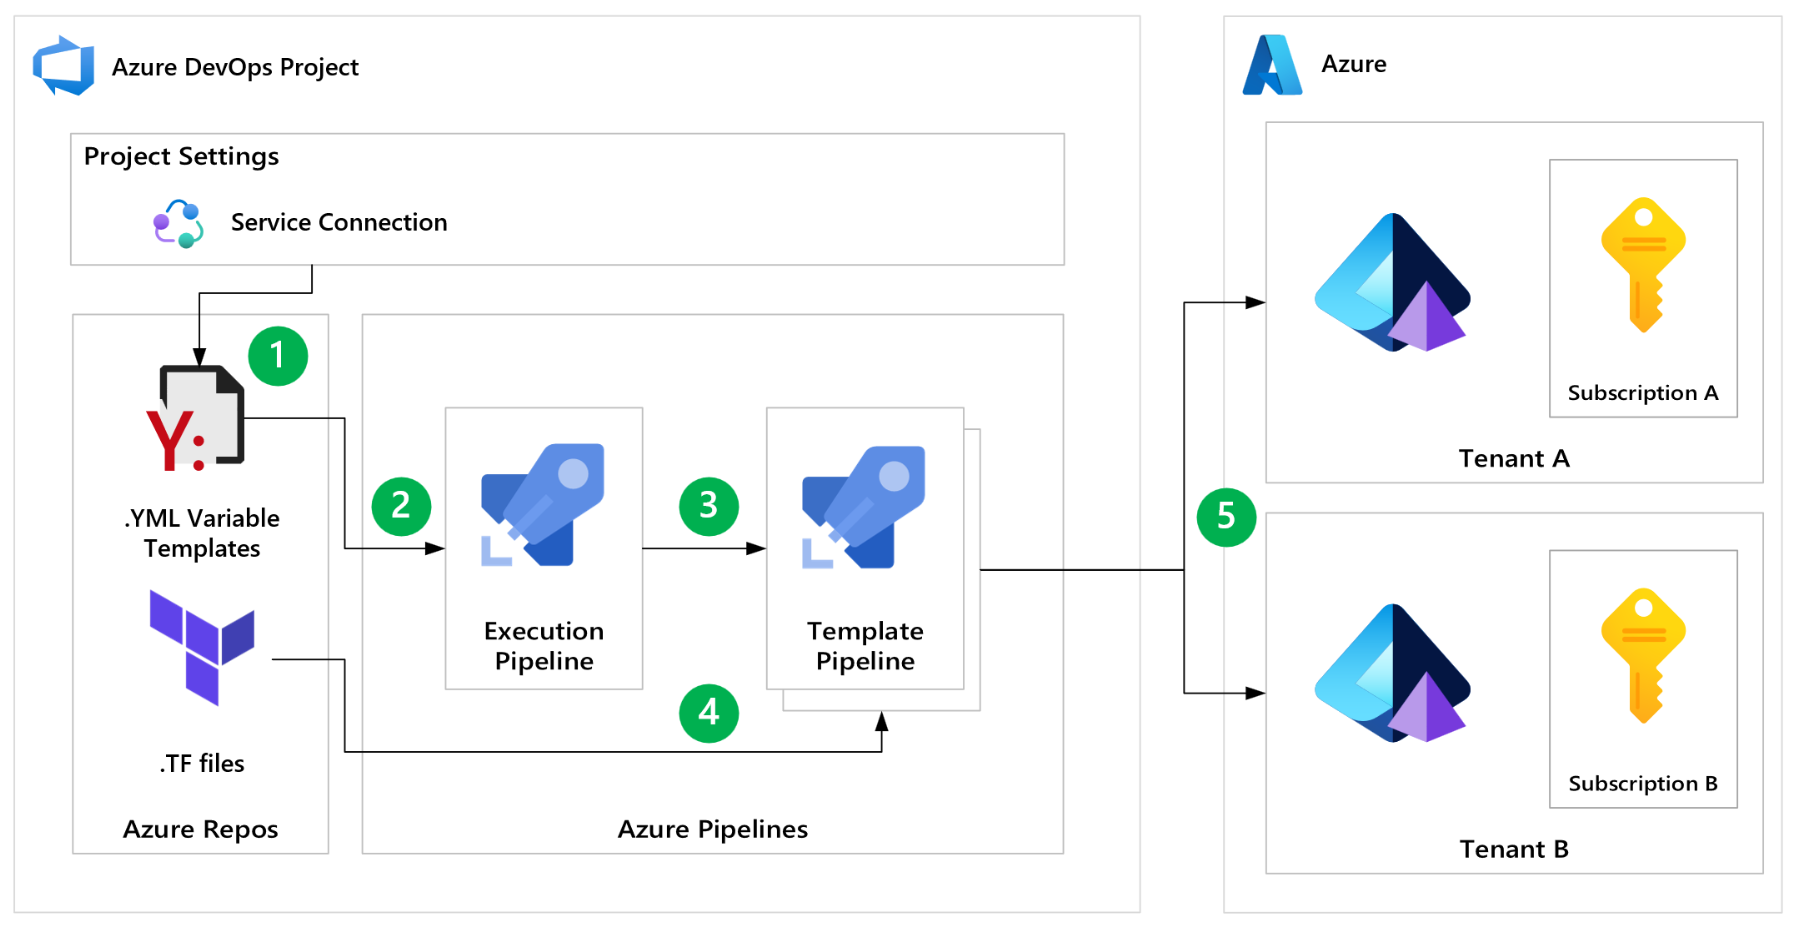 Azure DevOps Project
Project Settings
Service Connection
1
Y:
.YML Variable
Templates
.TF files
Azure Repos
2
Execution
Pipeline
3
Template
Pipeline
4
Azure Pipelines
5
Azure
Subscription A
Tenant A
Subscription B
Tenant B